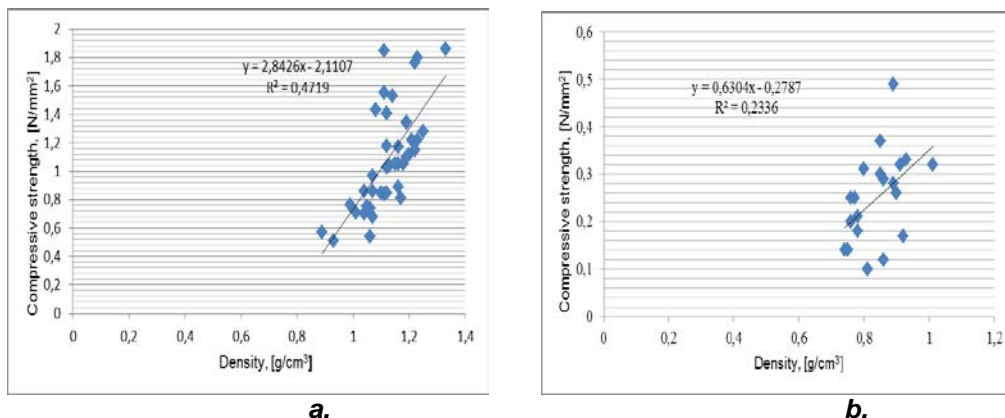 2
1,8
1,6
1,4
1,2
1
0,8
0,6
0,4
0,2
0
0 0,2 0,4 0,6 0,8 1 1,2 1,4
Compressive strength, [N/mm²]
Density, [g/cm³]
y = 2,8426x - 2,1107
R² = 0,4719
a.
0,6
0,5
0,4
0,3
0,2
0,1
0
0 0,2 0,4 0,6 0,8 1 1,2
Compressive strength, [N/mm²]
Density, [g/cm³]
y = 0,6304x - 0,2787
R² = 0,2336
b.